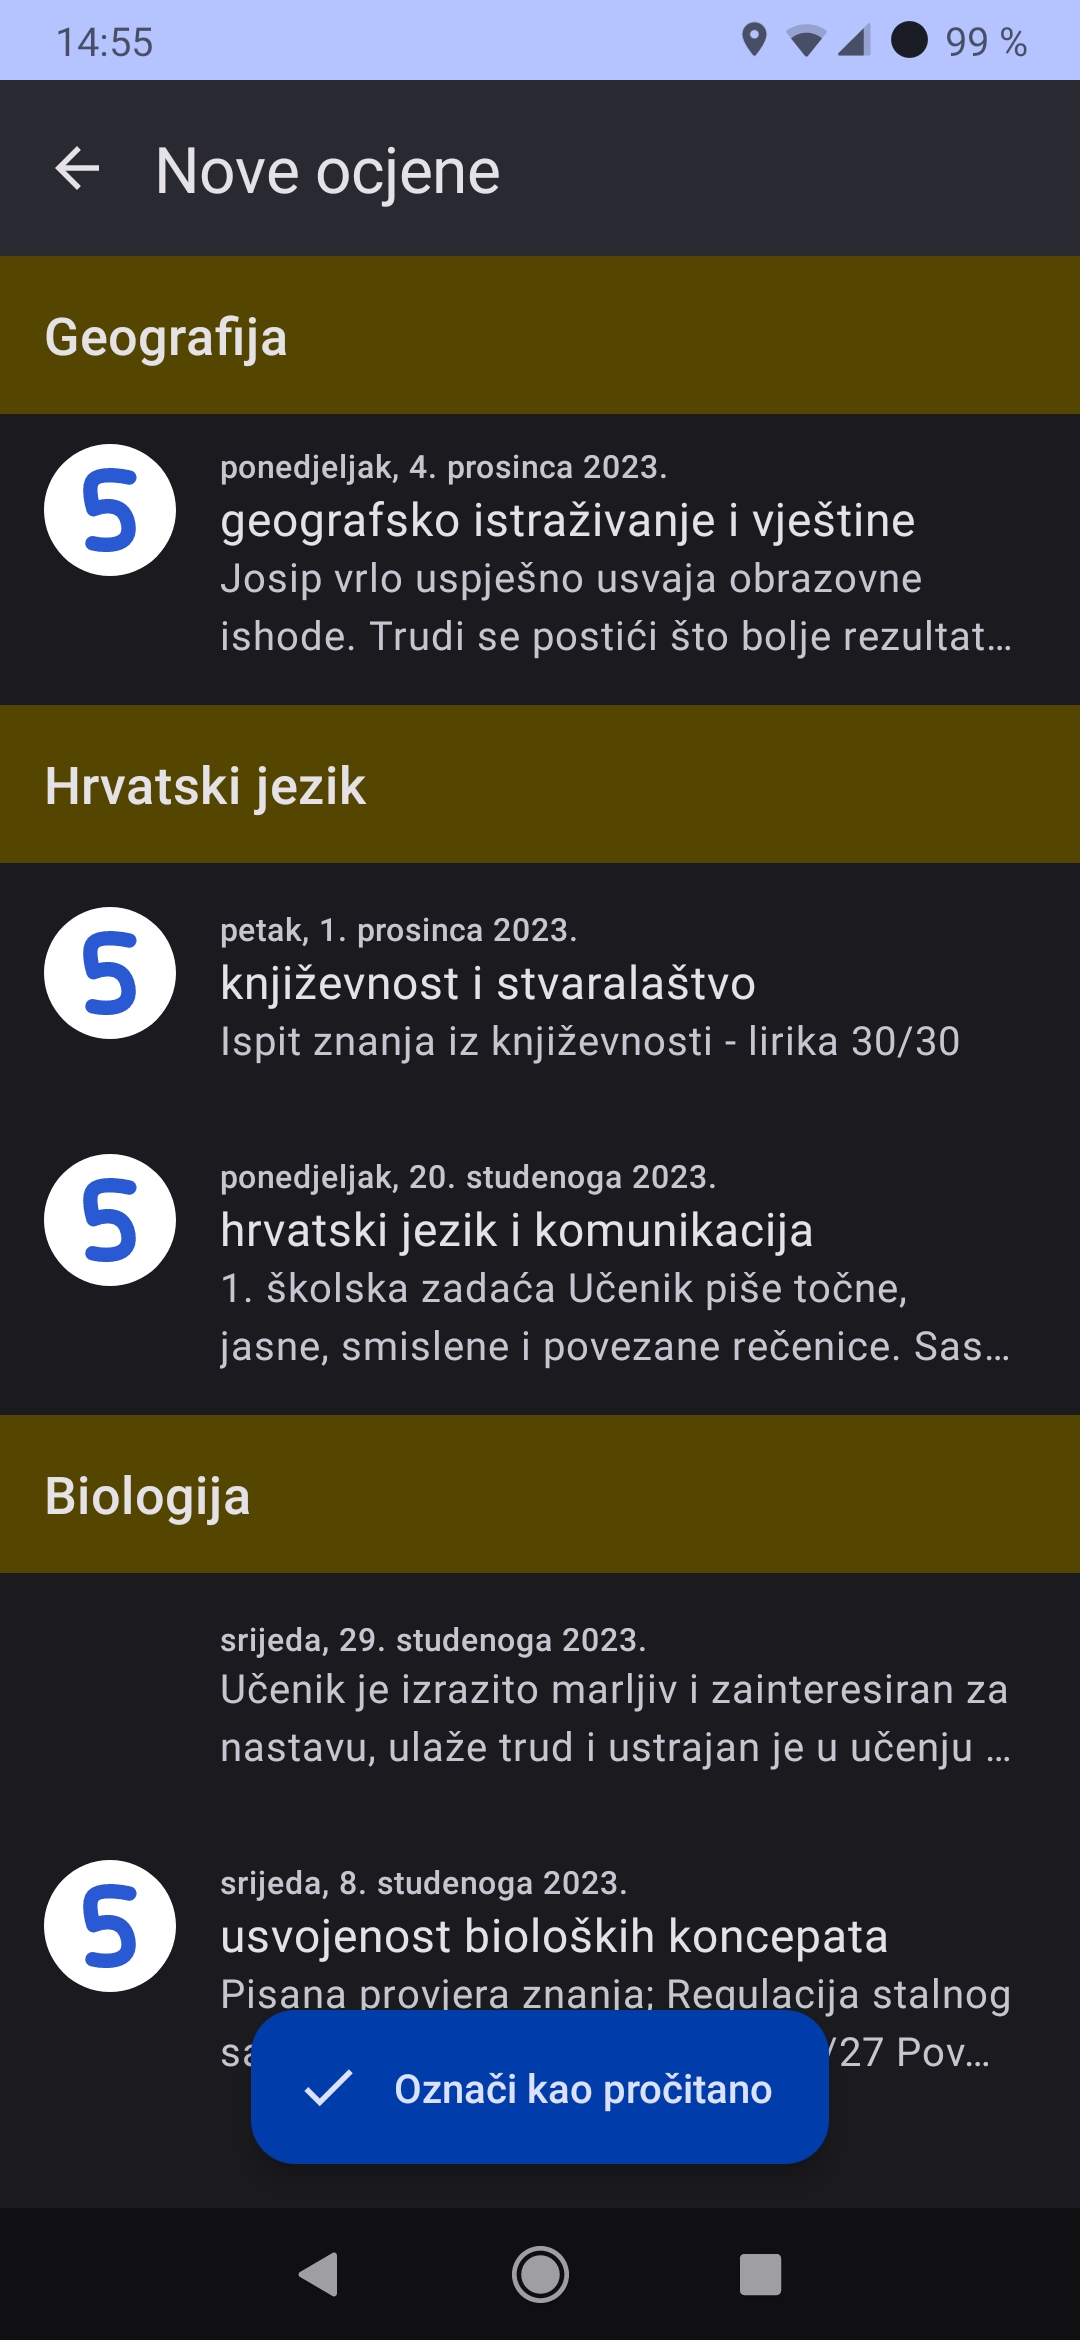 14:55
99 %
Nove ocjene
Geografija
5
ponedjeljak, 4. prosinca 2023.
geografsko istraživanje i vještine
Josip vrlo uspješno usvaja obrazovne
ishode. Trudi se postići što bolje rezultat...
Hrvatski jezik
5
petak, 1. prosinca 2023.
književnost i stvaralaštvo
Ispit znanja iz književnosti - lirika 30/30
5
ponedjeljak, 20. studenoga 2023.
hrvatski jezik i komunikacija
1. školska zadaća Učenik piše točne,
jasne, smislene i povezane rečenice. Sas...
Biologija
srijeda, 29. studenoga 2023.
Učenik je izrazito marljiv i zainteresiran za
nastavu, ulaže trud i ustrajan je u učenju ...
5
srijeda, 8. studenoga 2023.
usvojenost bioloških koncepata
Pisana provjera znanja; Regulacija stalnog
/27 Pov...
Označi kao pročitano